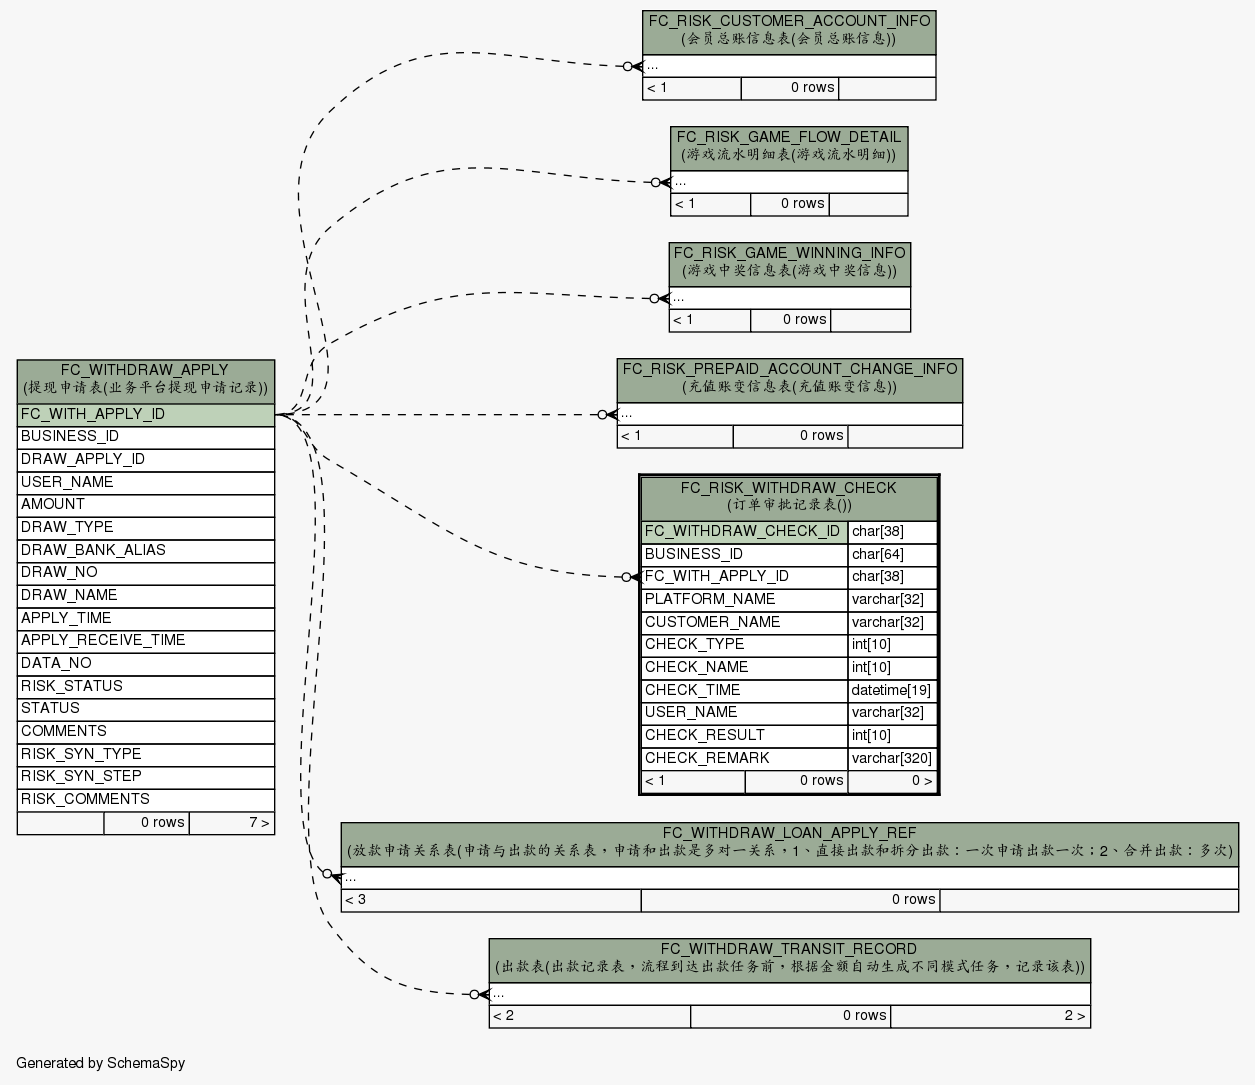 FC_RISK_CUSTOMER_ACCOUNT_INFO
(会员总账信息表(会员总账信息))
...
< 1 0 rows
FC_RISK_GAME_FLOW_DETAIL
(游戏流水明细表(游戏流水明细))
...
< 1 0 rows
FC_RISK_GAME_WINNING_INFO
(游戏中奖信息表(游戏中奖信息))
...
< 1 0 rows
FC_WITHDRAW_APPLY
(提现申请表(业务平台提现申请记录))
FC_WITH_APPLY_ID
BUSINESS_ID
DRAW_APPLY_ID
USER_NAME
AMOUNT
DRAW_TYPE
DRAW_BANK_ALIAS
DRAW_NO
DRAW_NAME
APPLY_TIME
APPLY_RECEIVE_TIME
DATA_NO
RISK_STATUS
STATUS
COMMENTS
RISK_SYN_TYPE
RISK_SYN_STEP
RISK_COMMENTS
0 rows 7 >
FC_RISK_PREPAID_ACCOUNT_CHANGE_INFO
(充值账变信息表(充值账变信息))
...
< 1 0 rows
FC_RISK_WITHDRAW_CHECK
(订单审批记录表())
FC_WITHDRAW_CHECK_ID char[38]
BUSINESS_ID char[64]
FC_WITH_APPLY_ID char[38]
PLATFORM_NAME varchar[32]
CUSTOMER_NAME varchar[32]
CHECK_TYPE int[10]
CHECK_NAME int[10]
CHECK_TIME datetime[19]
USER_NAME varchar[32]
CHECK_RESULT int[10]
CHECK_REMARK varchar[320]
< 1 0 rows 0 >
FC_WITHDRAW_LOAN_APPLY_REF
(放款申请关系表(申请与出款的关系表，申请和出款是多对一关系，1、直接出款和拆分出款：一次申请出款一次；2、合并出款：多次)
...
< 3 0 rows
FC_WITHDRAW_TRANSIT_RECORD
(出款表(出款记录表，流程到达出款任务前，根据金额自动生成不同模式任务，记录该表))
...
< 2 0 rows 2 >
Generated by SchemaSpy